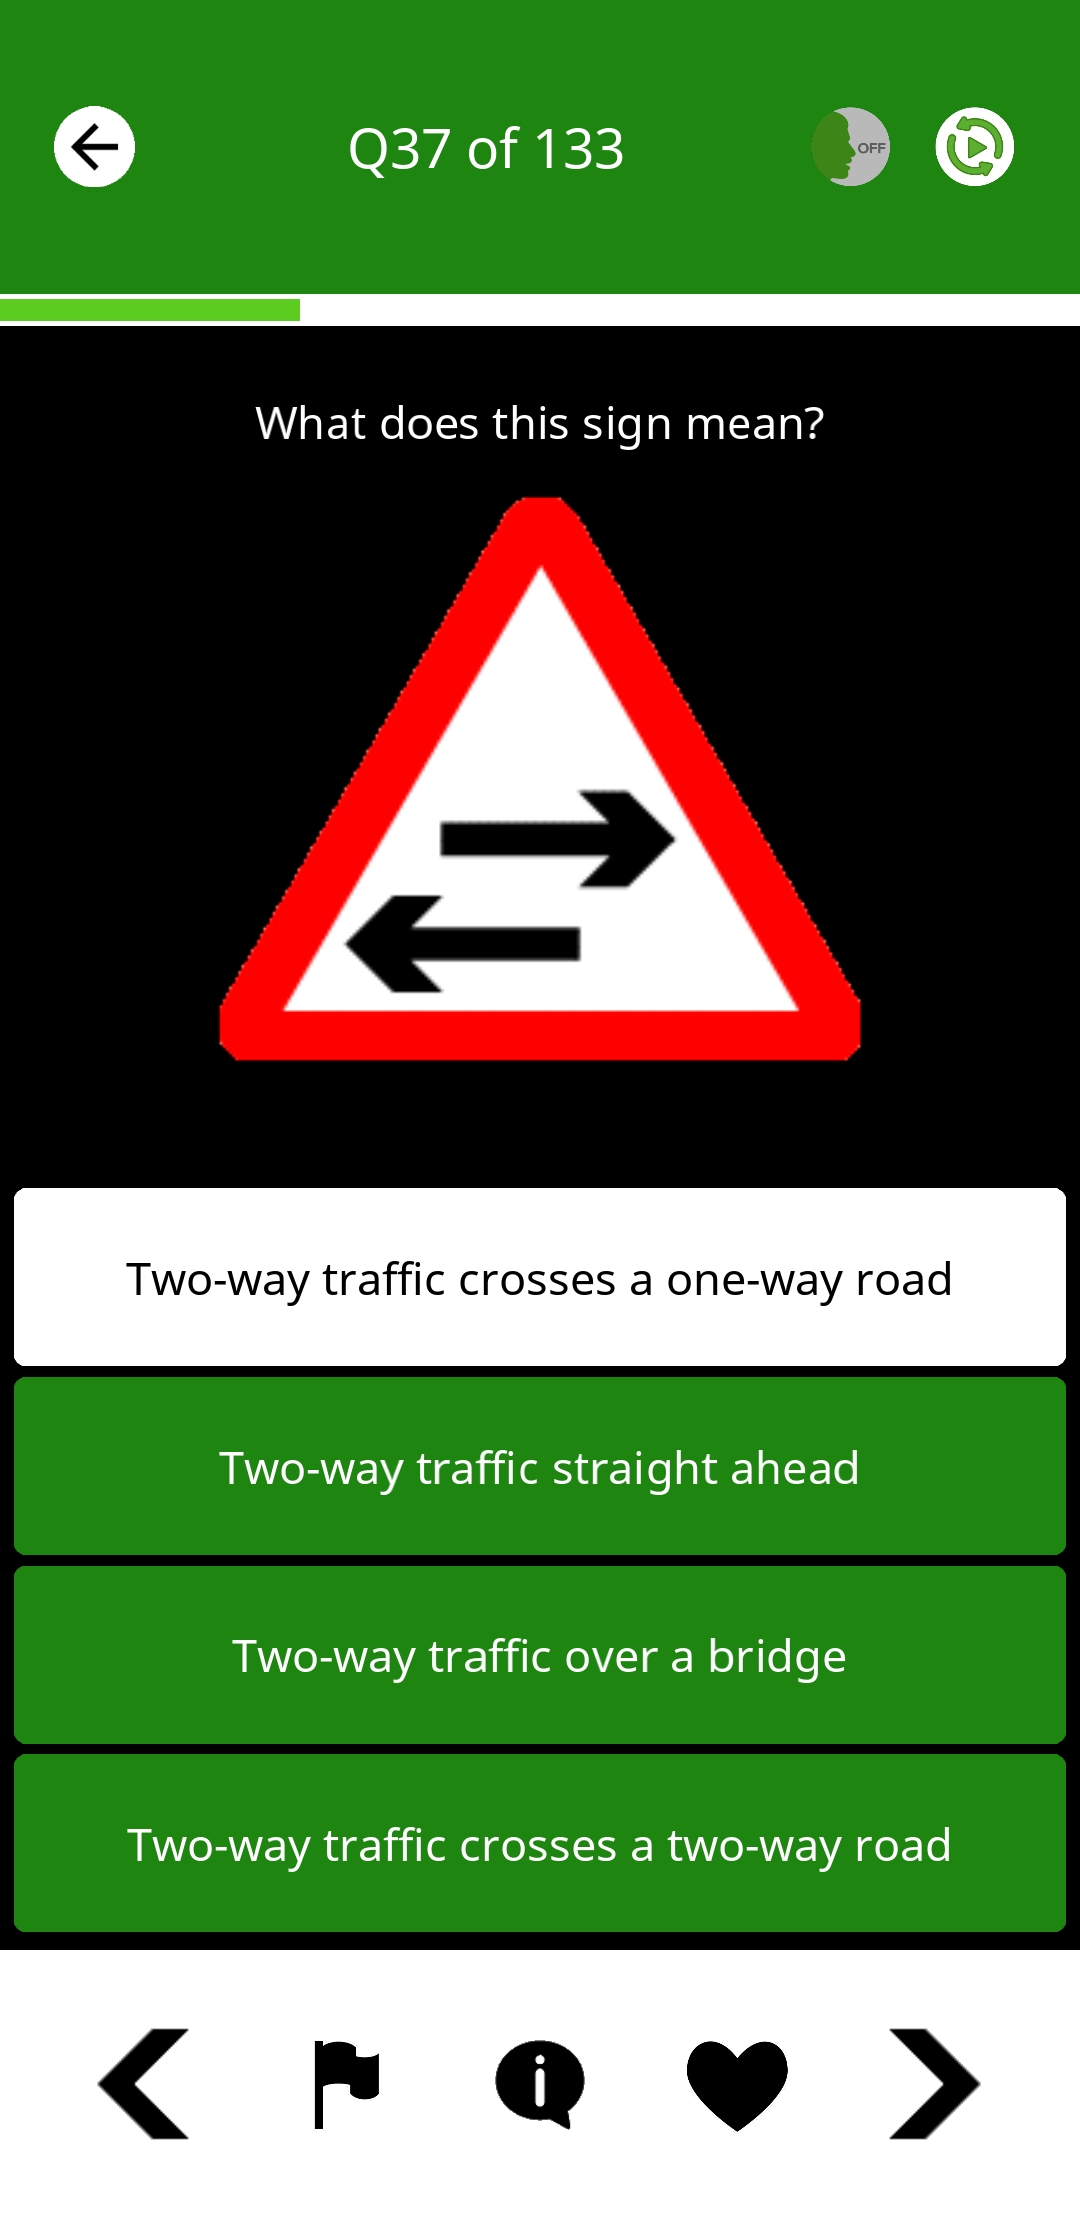 Q37 of 133
OFF
What does this sign mean?
Two-way traffic crosses a one-way road
Two-way traffic straight ahead
Two-way traffic over a bridge
Two-way traffic crosses a two-way road